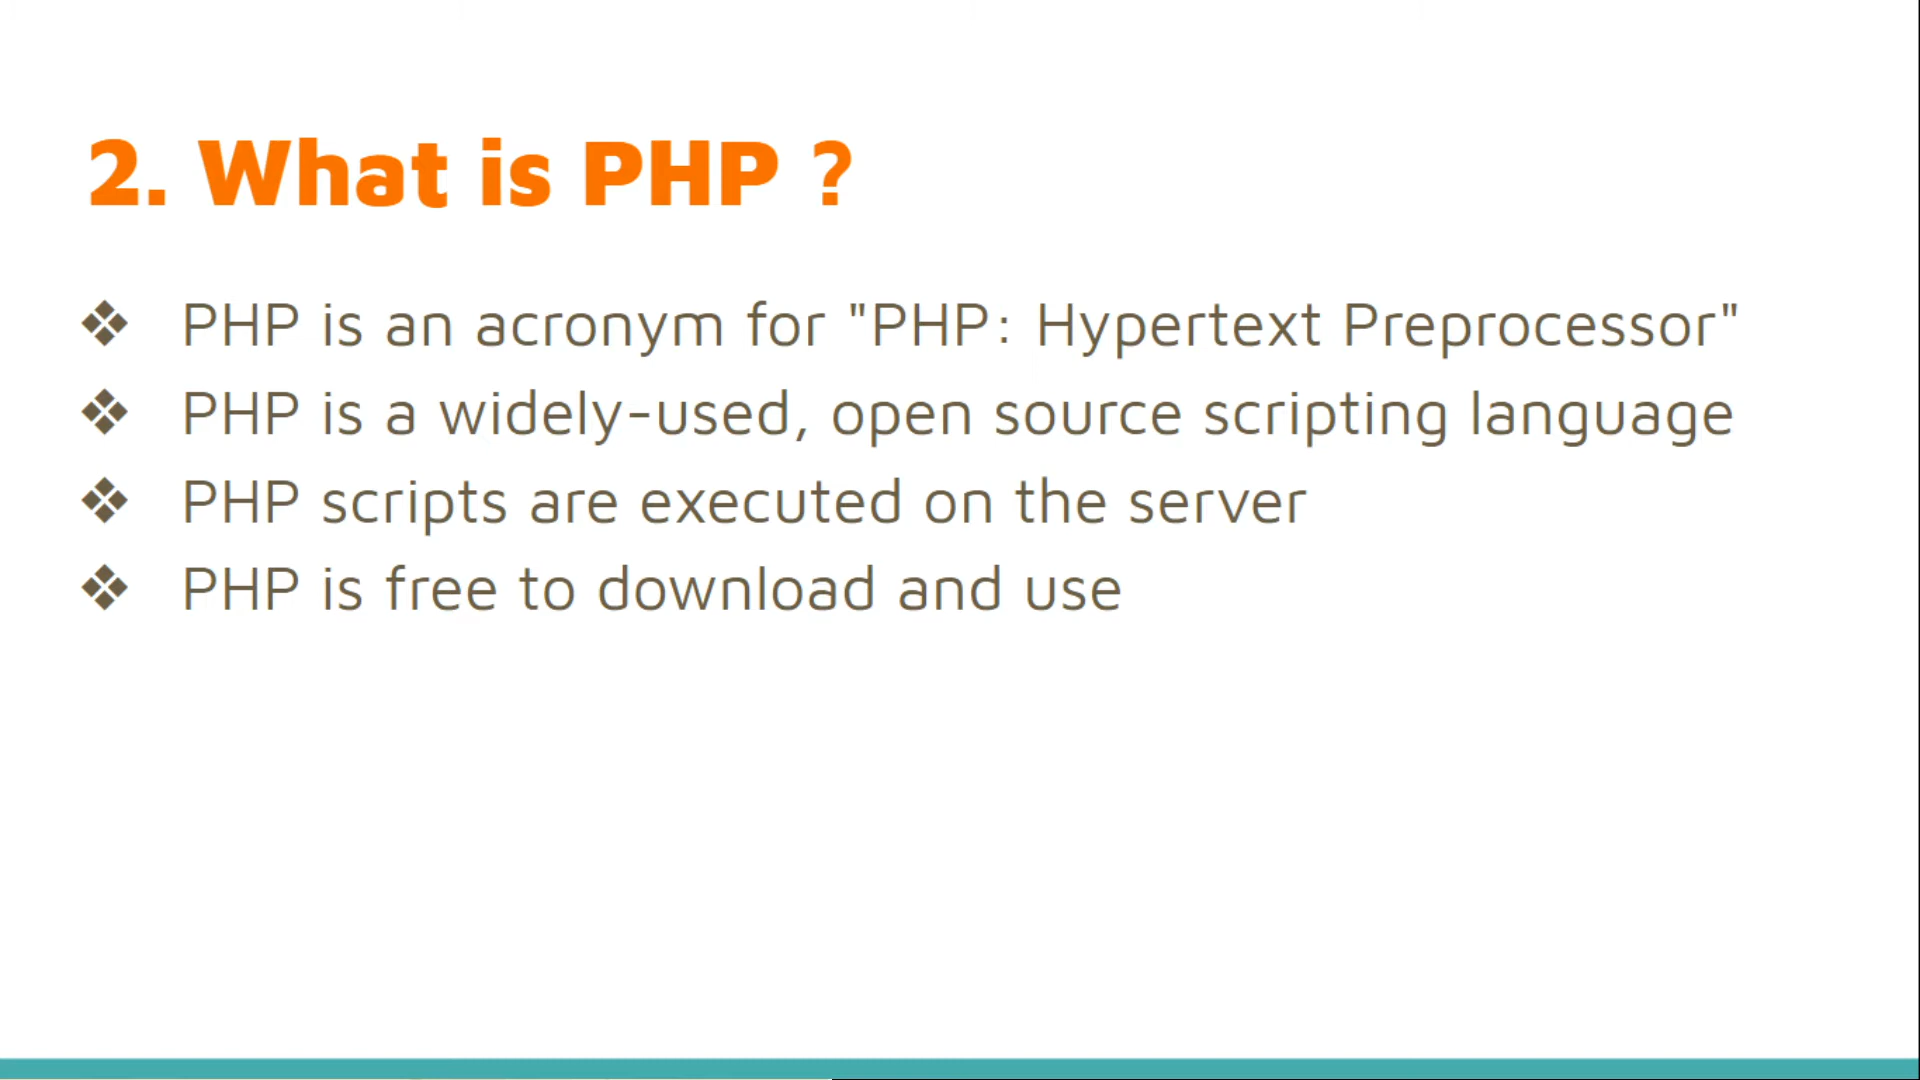 2. What is PHP ?
❖ PHP is an acronym for "PHP: Hypertext Preprocessor"
❖ PHP is a widely-used, open source scripting language
❖ PHP scripts are executed on the server
❖ PHP is free to download and use